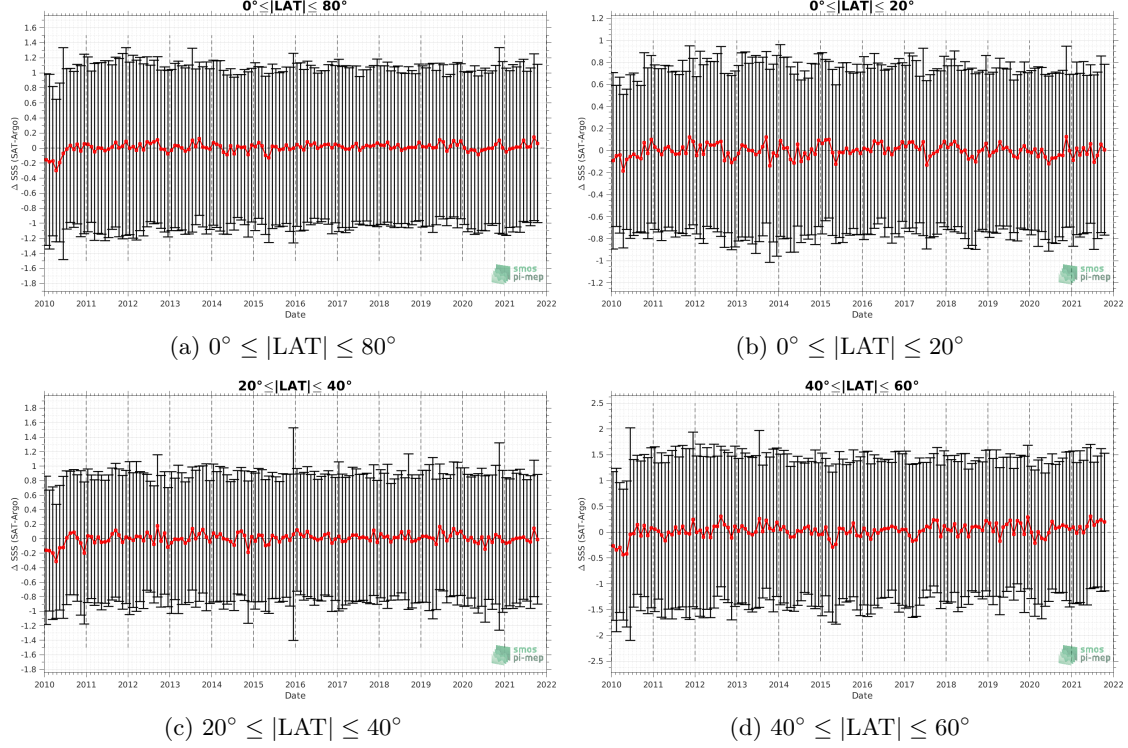 0°≤|LAT|≤ 80°
1.6
1.4
1.2
1
0.8
0.6
0.4
0.2
0
-0.2
-0.4
-0.6
-0.8
-1
-1.2
-1.4
-1.6
-1.8
Δ SSS (SAT-Argo)
2010 2011 2012 2013 2014 2015 2016 2017 2018 2019 2020 2021 2022
Date
smos
pi-mep
(a) 0° ≤ |LAT| ≤ 80°
0°≤|LAT|≤ 20°
1.2
1
0.8
0.6
0.4
0.2
0
-0.2
-0.4
-0.6
-0.8
-1
-1.2
Δ SSS (SAT-Argo)
2010 2011 2012 2013 2014 2015 2016 2017 2018 2019 2020 2021 2022
Date
smos
pi-mep
(b) 0° ≤ |LAT| ≤ 20°
20°≤|LAT|≤ 40°
1.8
1.6
1.4
1.2
1
0.8
0.6
0.4
0.2
0
-0.2
-0.4
-0.6
-0.8
-1
-1.2
-1.4
-1.6
-1.8
Δ SSS (SAT-Argo)
2010 2011 2012 2013 2014 2015 2016 2017 2018 2019 2020 2021 2022
Date
smos
pi-mep
(c) 20° ≤ |LAT| ≤ 40°
40°≤|LAT|≤ 60°
2.5
2
1.5
1
0.5
0
-0.5
-1
-1.5
-2
-2.5
Δ SSS (SAT-Argo)
2010 2011 2012 2013 2014 2015 2016 2017 2018 2019 2020 2021 2022
Date
smos
pi-mep
(d) 40° ≤ |LAT| ≤ 60°